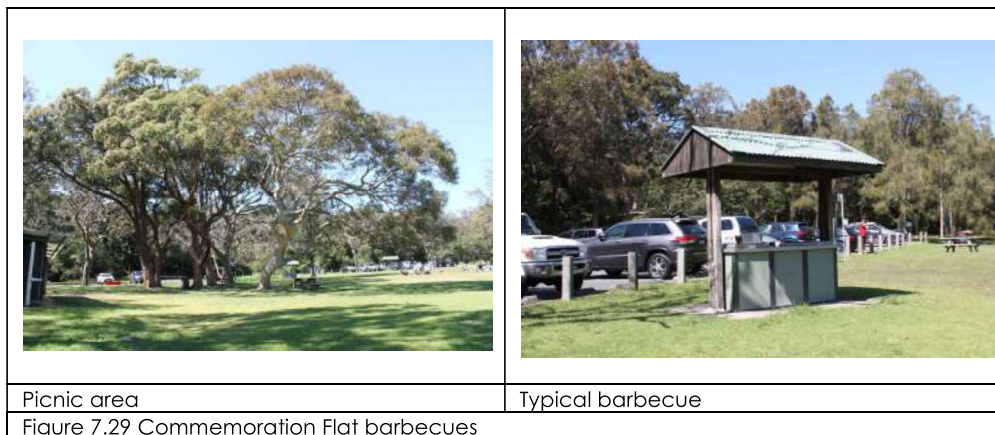 Picnic area
Typical barbecue
Figure 7.29 Commemoration Flat barbecues